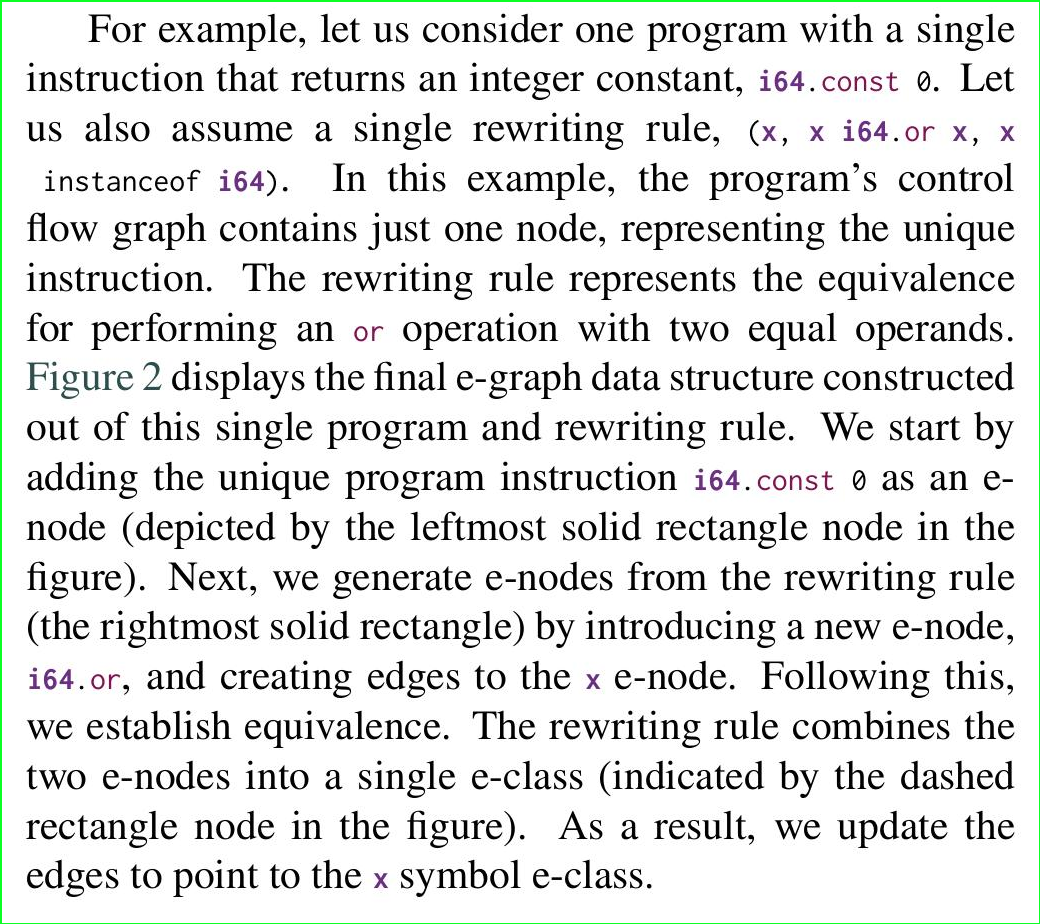 For example, let us consider one program with a single
instruction that returns an integer constant, i64.const 0. Let
us also assume a single rewriting rule, (x, x i64.or x, x
instanceof i64). In this example, the program's control
flow graph contains just one node, representing the unique
instruction. The rewriting rule represents the equivalence
for performing an or operation with two equal operands.
Figure 2 displays the final e-graph data structure constructed
out of this single program and rewriting rule. We start by
adding the unique program instruction i64.const 0 as an e-
node (depicted by the leftmost solid rectangle node in the
figure). Next, we generate e-nodes from the rewriting rule
(the rightmost solid rectangle) by introducing a new e-node,
i64.or, and creating edges to the x e-node. Following this,
we establish equivalence. The rewriting rule combines the
two e-nodes into a single e-class (indicated by the dashed
rectangle node in the figure). As a result, we update the
edges to point to the x symbol e-class.